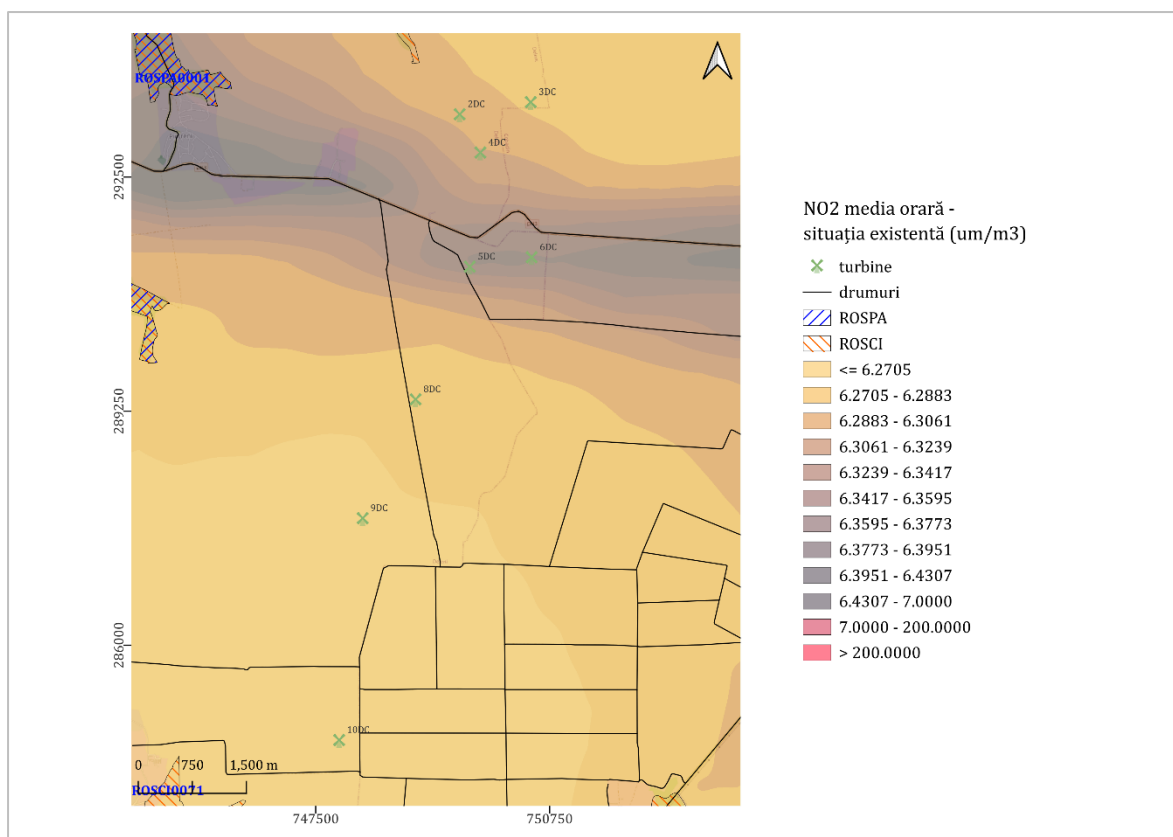 ROSPA0001
2DC
3DC
4DC
5DC
6DC
8DC
9DC
10DC
0 750 1,500 m
ROSCI0071
292500
289250
286000
747500 750750
NO2 media orară -
situația existentă (um/m3)
turbine
drumuri
ROSPA
ROSCI
<= 6.2705
6.2705 - 6.2883
6.2883 - 6.3061
6.3061 - 6.3239
6.3239 - 6.3417
6.3417 - 6.3595
6.3595 - 6.3773
6.3773 - 6.3951
6.3951 - 6.4307
6.4307 - 7.0000
7.0000 - 200.0000
> 200.0000